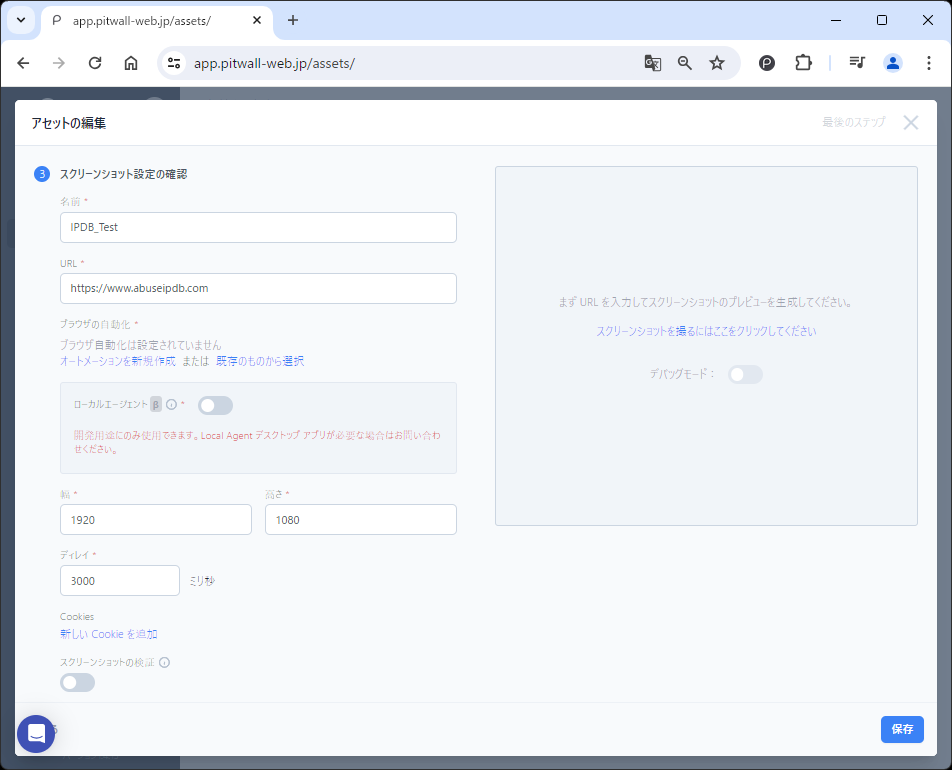 app.pitwall-web.jp/assets/
app.pitwall-web.jp/assets/
アセットの編集
最後のステップ
3 スクリーンショット設定の確認
名前 *
IPDB_Test
URL *
https://www.abuseipdb.com
ブラウザの自動化 *
ブラウザ自動化は設定されていません
オートメーションを新規作成 または 既存のものから選択
ローカルエージェント β *
開発用途にのみ使用できます。Local Agent デスクトップ アプリが必要な場合はお問い合わ
せください。
幅 *
高さ *
1920
1080
ディレイ *
3000
ミリ秒
Cookies
新しい Cookie を追加
スクリーンショットの検証
まず URL を入力してスクリーンショットのプレビューを生成してください。
スクリーンショットを撮るにはここをクリックしてください
デバッグモード：
保存